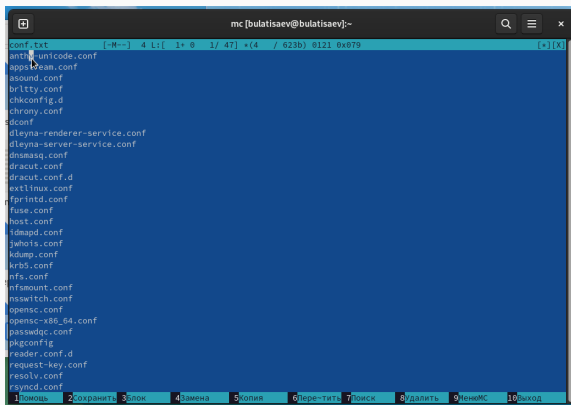 mc [bulatisaev@bulatisaev]:~
conf.txt [-M--] 4 L:[ 1+ 0 1/ 47] *(4 / 623b) 0121 0x079 [*][X]
anthy-unicode.conf
appstream.conf
asound.conf
brltty.conf
chkconfig.d
chrony.conf
dconf
dleyna-renderer-service.conf
dleyna-server-service.conf
dnsmasq.conf
dracut.conf
dracut.conf.d
extlinux.conf
fprintd.conf
fuse.conf
host.conf
idmapd.conf
jwhois.conf
kdump.conf
krb5.conf
nfs.conf
nfsmount.conf
nsswitch.conf
opensc.conf
opensc-x86_64.conf
passwdqc.conf
pkgconfig
reader.conf.d
request-key.conf
resolv.conf
rsyncd.conf
1Помощь 2Сохранить 3Блок 4Замена 5Копия 6Пере~тить 7Поиск 8Удалить 9МенюMC 10Выход